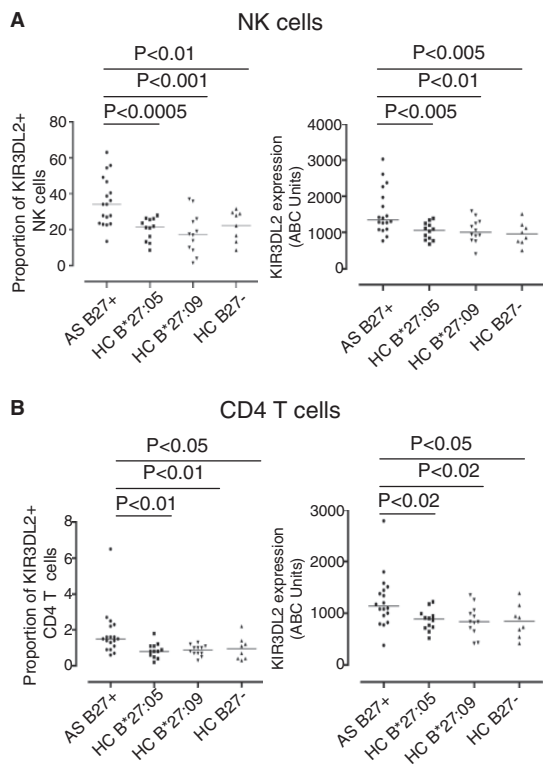 A
NK cells
P<0.01
P<0.001
P<0.0005
Proportion of KIR3DL2+
NK cells
80
60
40
20
0
AS B27+
HC B*27:05
HC B*27:09
HC B27-
P<0.005
P<0.01
P<0.005
KIR3DL2 expression
(ABC Units)
4000
3000
2000
1000
0
AS B27+
HC B*27:05
HC B*27:09
HC B27-
B
CD4 T cells
P<0.05
P<0.01
P<0.01
Proportion of KIR3DL2+
CD4 T cells
8
6
4
2
0
AS B27+
HC B*27:05
HC B*27:09
HC B27-
P<0.05
P<0.02
P<0.02
KIR3DL2 expression
(ABC Units)
3000
2000
1000
0
AS B27+
HC B*27:05
HC B*27:09
HC B27-